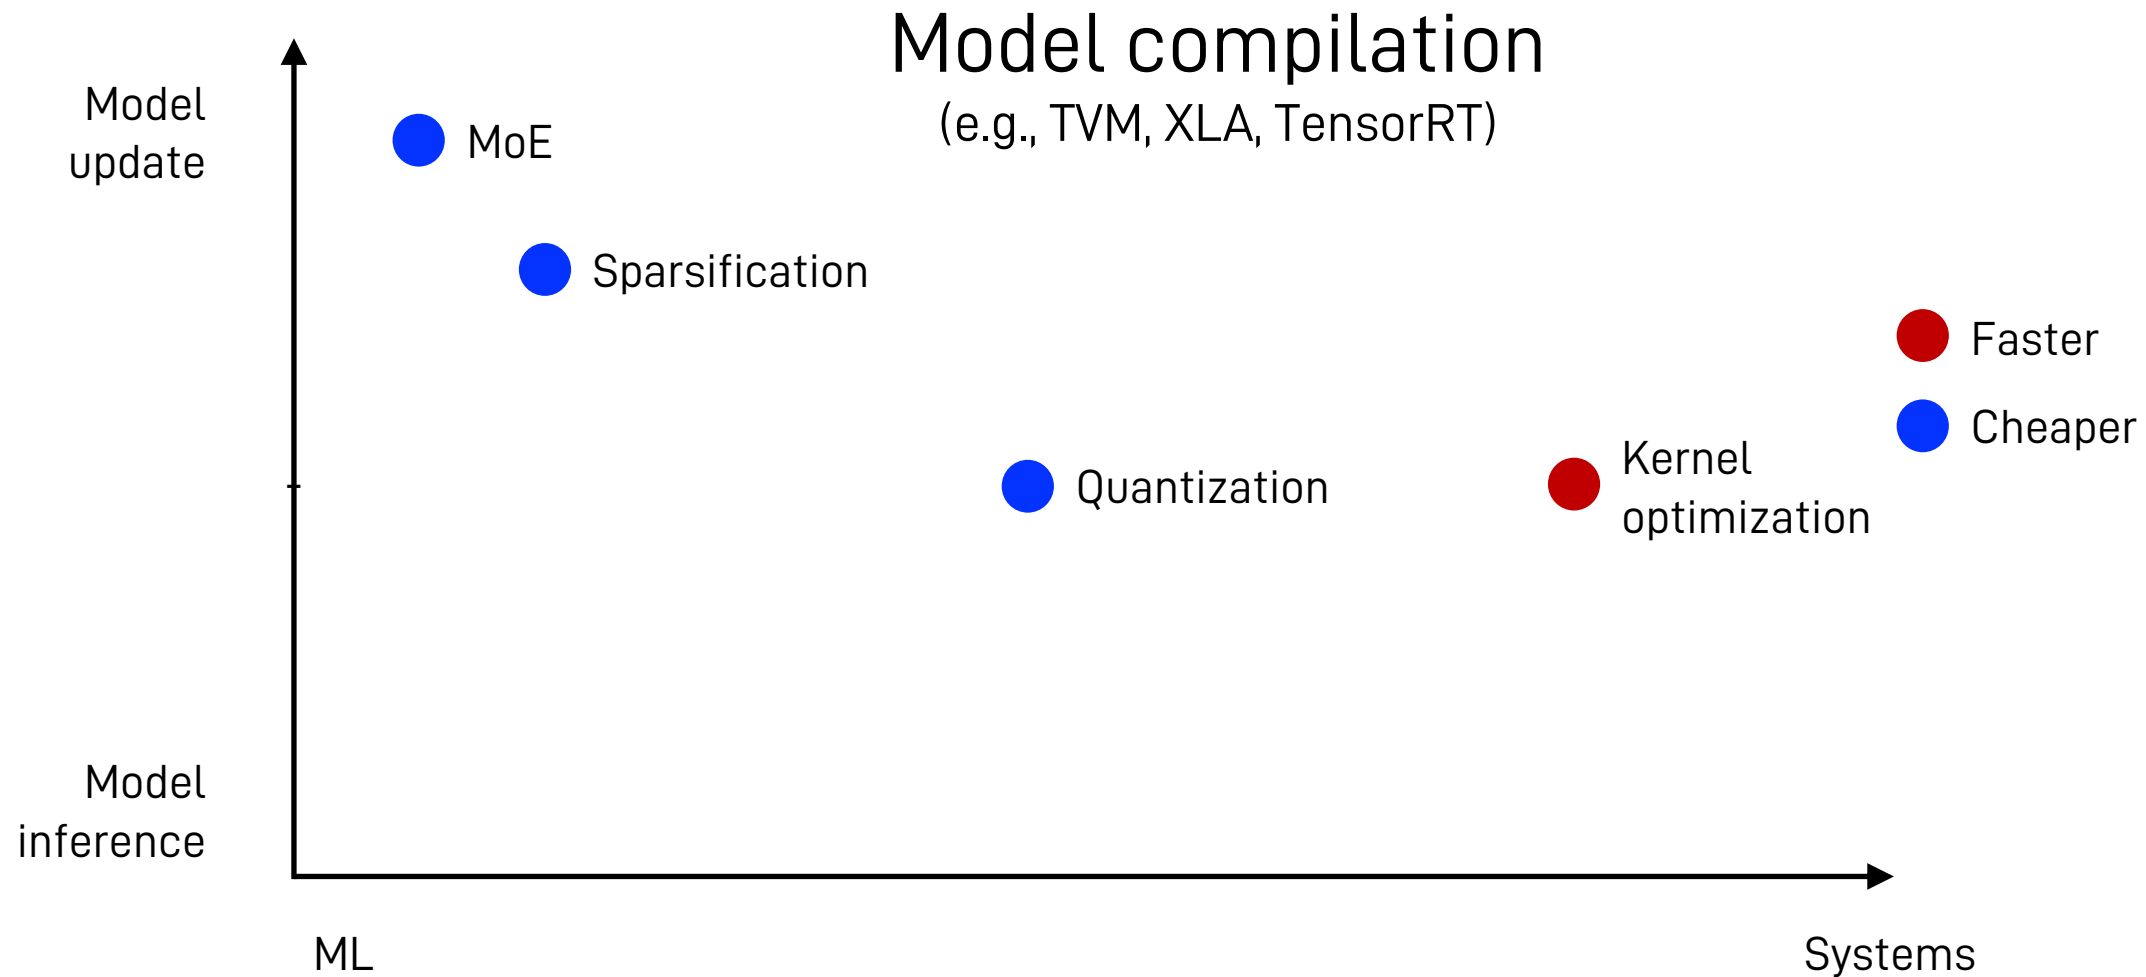 Model compilation
(e.g., TVM, XLA, TensorRT)
Model
update
MoE
Sparsification
Faster
Cheaper
Quantization
Kernel
optimization
Model
inference
ML
Systems